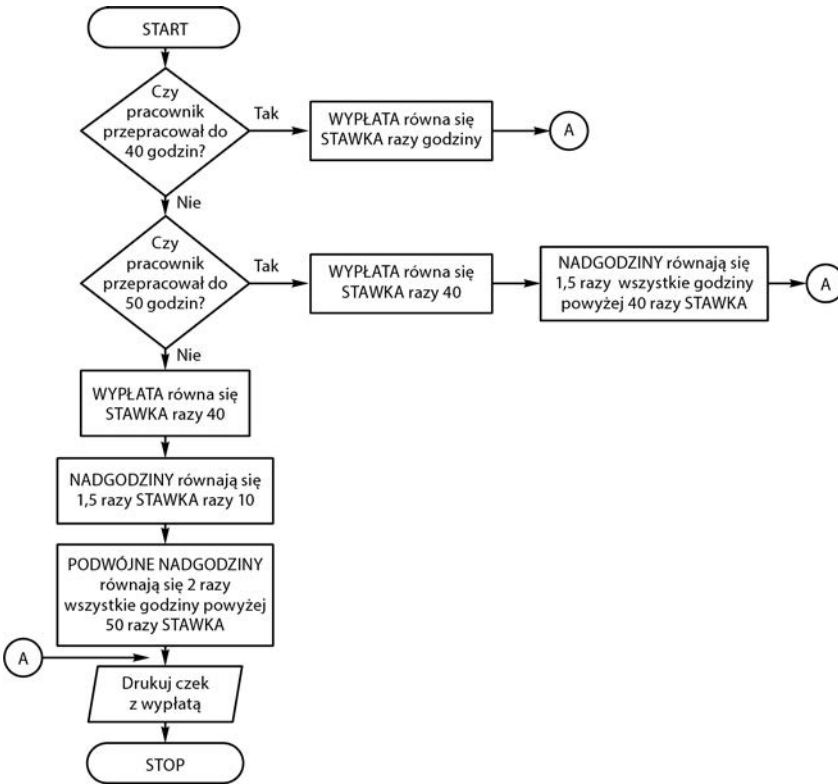 START
Czy
pracownik
przepracował do
40 godzin?
Tak
WYPŁATA równa się
STAWKA razy godziny
A
Nie
Czy
pracownik
przepracował do
50 godzin?
Tak
WYPŁATA równa się
STAWKA razy 40
NADGODZINY równają się
1,5 razy wszystkie godziny
powyżej 40 razy STAWKA
A
Nie
WYPŁATA równa się
STAWKA razy 40
NADGODZINY równają się
1,5 razy STAWKA razy 10
PODWÓJNE NADGODZINY
równają się 2 razy
wszystkie godziny powyżej
50 razy STAWKA
A
Drukuj czek
z wypłatą
STOP